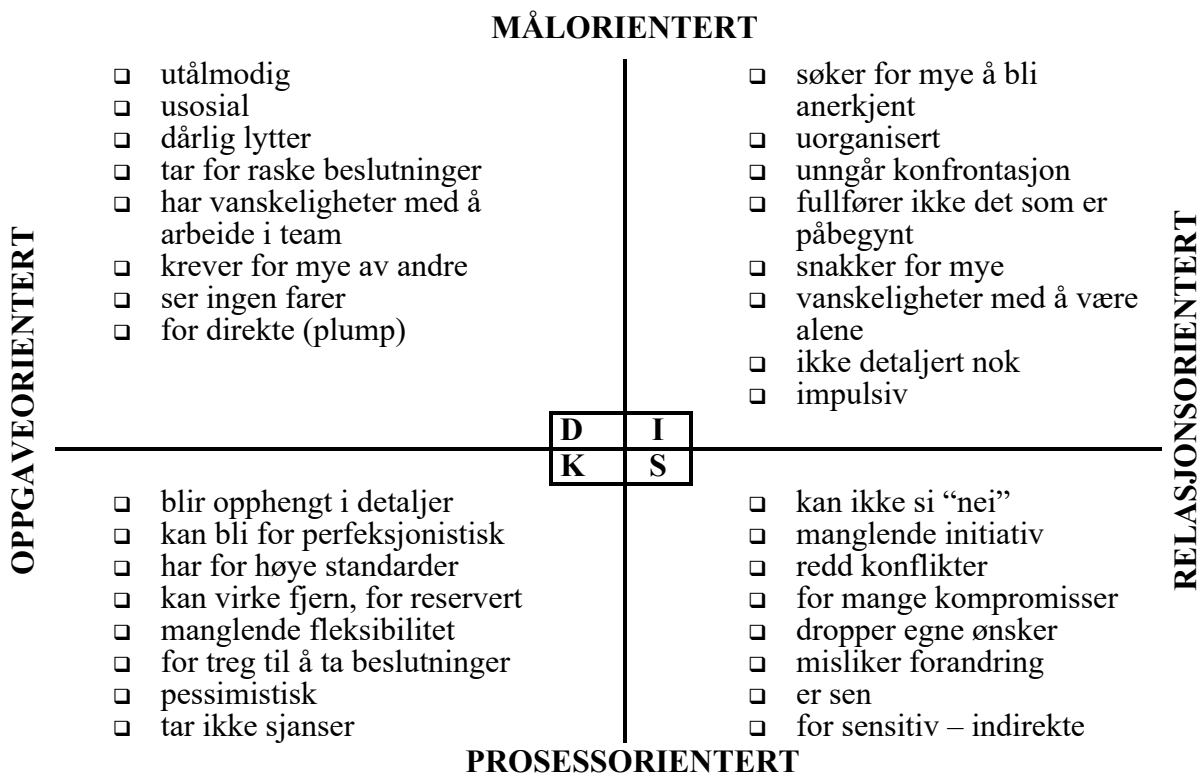 MÅLORIENTERT
OPPGAVEORIENTERT
❑ utålmodig
❑ usosial
❑ dårlig lytter
❑ tar for raske beslutninger
❑ har vanskeligheter med å
arbeide i team
❑ krever for mye av andre
❑ ser ingen farer
❑ for direkte (plump)
❑ søker for mye å bli
anerkjent
❑ uorganisert
❑ unngår konfrontasjon
❑ fullfører ikke det som er
påbegynt
❑ snakker for mye
❑ vanskeligheter med å være
alene
❑ ikke detaljert nok
❑ impulsiv
RELASJONSORIENTERT
D I
K S
❑ blir opphengt i detaljer
❑ kan bli for perfeksjonistisk
❑ har for høye standarder
❑ kan virke fjern, for reservert
❑ manglende fleksibilitet
❑ for treg til å ta beslutninger
❑ pessimistisk
❑ tar ikke sjanser
❑ kan ikke si “nei”
❑ manglende initiativ
❑ redd konflikter
❑ for mange kompromisser
❑ dropper egne ønsker
❑ misliker forandring
❑ er sen
❑ for sensitiv – indirekte
PROSESSORIENTERT